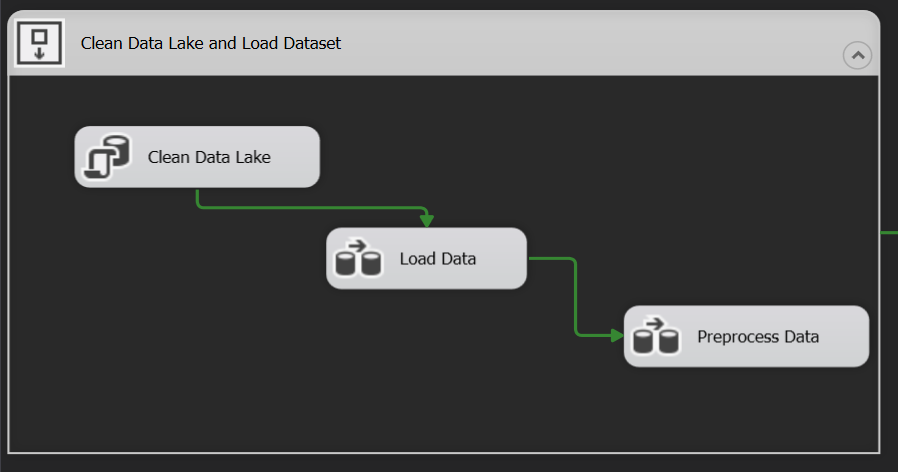 Clean Data Lake and Load Dataset
Clean Data Lake
Load Data
Preprocess Data